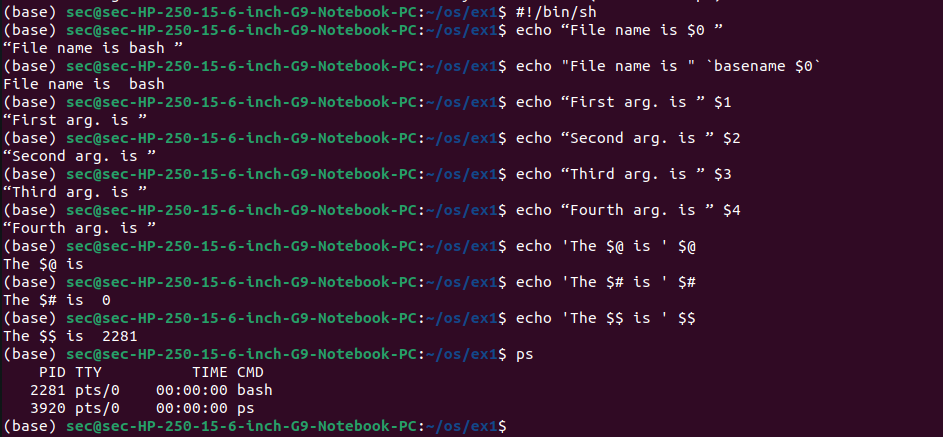 (base) sec@sec-HP-250-15-6-inch-G9-Notebook-PC:~/os/ex1$ #!/bin/sh
(base) sec@sec-HP-250-15-6-inch-G9-Notebook-PC:~/os/ex1$ echo “File name is $0 ”
“File name is bash ”
(base) sec@sec-HP-250-15-6-inch-G9-Notebook-PC:~/os/ex1$ echo "File name is " `basename $0`
File name is  bash
(base) sec@sec-HP-250-15-6-inch-G9-Notebook-PC:~/os/ex1$ echo “First arg. is ” $1
“First arg. is ”
(base) sec@sec-HP-250-15-6-inch-G9-Notebook-PC:~/os/ex1$ echo “Second arg. is ” $2
“Second arg. is ”
(base) sec@sec-HP-250-15-6-inch-G9-Notebook-PC:~/os/ex1$ echo “Third arg. is ” $3
“Third arg. is ”
(base) sec@sec-HP-250-15-6-inch-G9-Notebook-PC:~/os/ex1$ echo “Fourth arg. is ” $4
“Fourth arg. is ”
(base) sec@sec-HP-250-15-6-inch-G9-Notebook-PC:~/os/ex1$ echo 'The $@ is ' $@
The $@ is
(base) sec@sec-HP-250-15-6-inch-G9-Notebook-PC:~/os/ex1$ echo 'The $# is ' $#
The $# is  0
(base) sec@sec-HP-250-15-6-inch-G9-Notebook-PC:~/os/ex1$ echo 'The $$ is ' $$
The $$ is  2281
(base) sec@sec-HP-250-15-6-inch-G9-Notebook-PC:~/os/ex1$ ps
    PID TTY          TIME CMD
   2281 pts/0    00:00:00 bash
   3920 pts/0    00:00:00 ps
(base) sec@sec-HP-250-15-6-inch-G9-Notebook-PC:~/os/ex1$